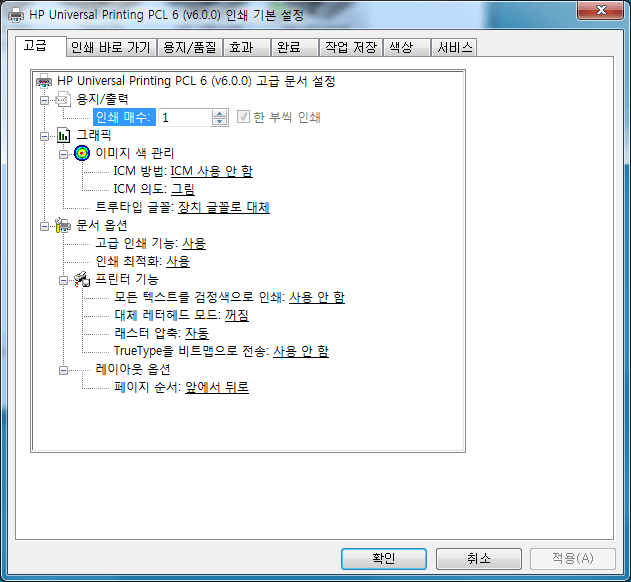 HP Universal Printing PCL 6 (v6.0.0) 인쇄 기본 설정
고급 인쇄 바로 가기 용지/품질 효과 완료 작업 저장 색상 서비스
HP Universal Printing PCL 6 (v6.0.0) 고급 문서 설정
용지/출력
인쇄 매수: 1 한 부씩 인쇄
그래픽
이미지 색 관리
ICM 방법: ICM 사용 안 함
ICM 의도: 그림
트루타입 글꼴: 장치 글꼴로 대체
문서 옵션
고급 인쇄 기능: 사용
인쇄 최적화: 사용
프린터 기능
모든 텍스트를 검정색으로 인쇄: 사용 안 함
대체 레터헤드 모드: 꺼짐
래스터 압축: 자동
TrueType을 비트맵으로 전송: 사용 안 함
레이아웃 옵션
페이지 순서: 앞에서 뒤로
확인 취소 적용(A)